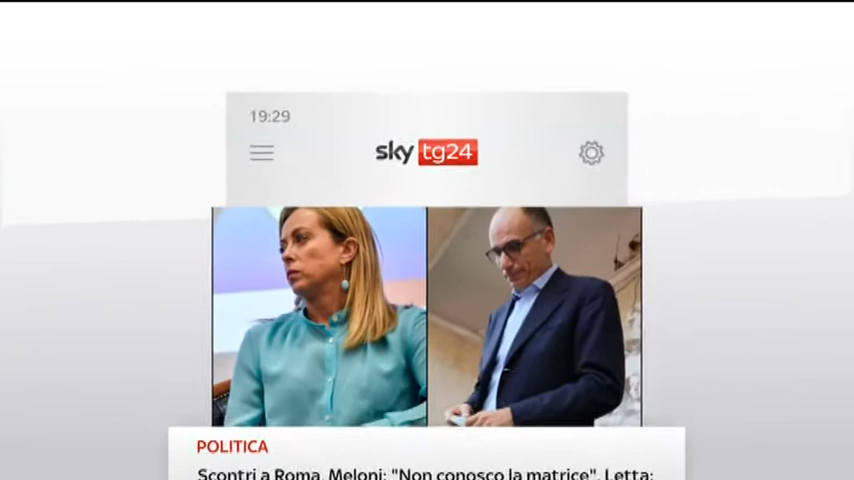 19:29
sky tg24
POLITICA
Scontri a Roma, Meloni: "Non conosco la matrice". Letta: